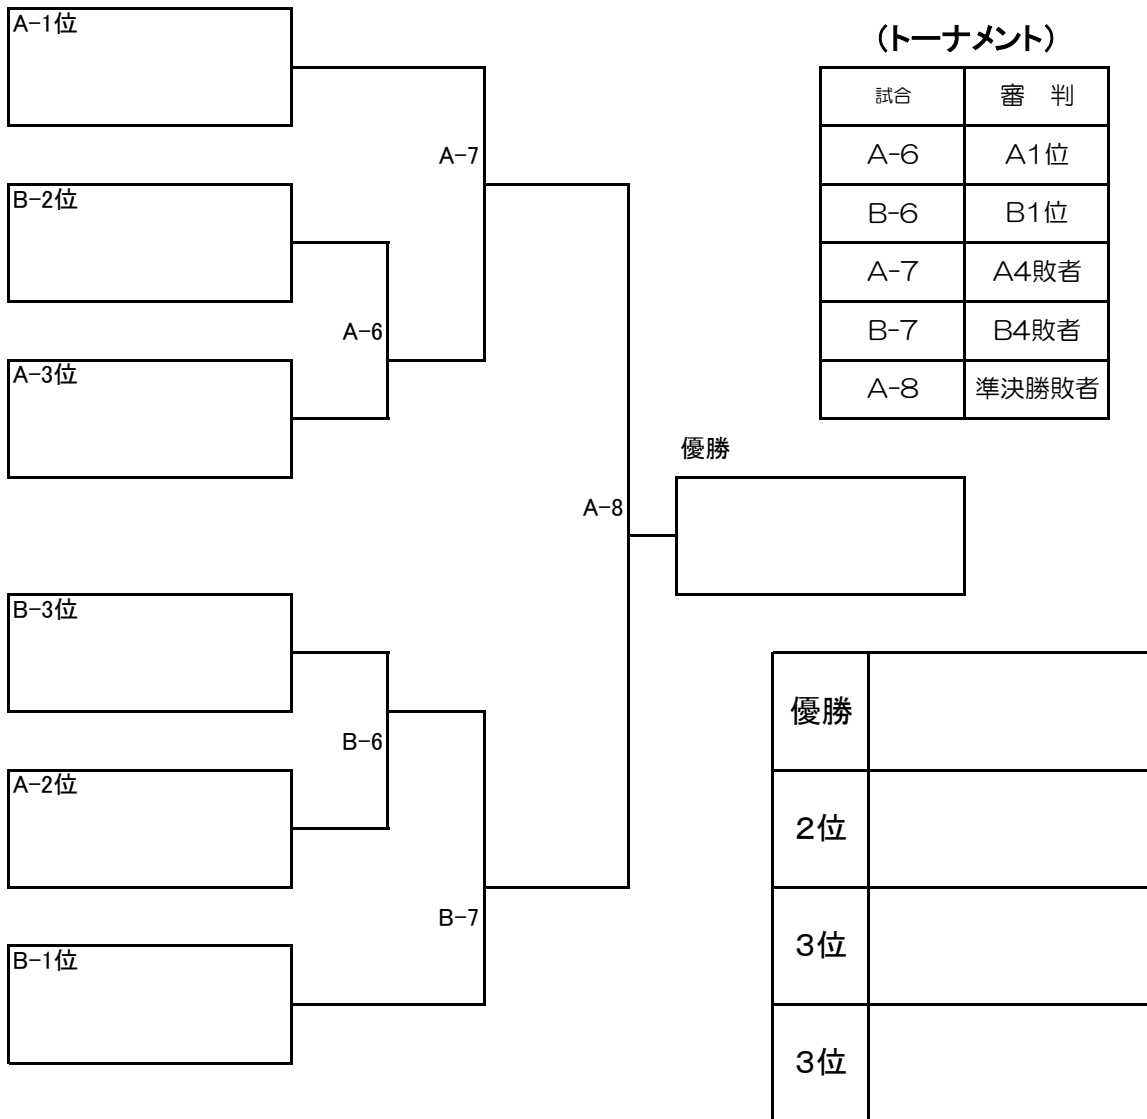 A-1位
(トーナメント)
試合 審 判
A-6 A1位
B-6 B1位
A-7 A4敗者
B-7 B4敗者
A-8 準決勝敗者
A-7
B-2位
A-6
A-3位
優勝
A-8
B-3位
B-6
A-2位
B-7
B-1位
優勝
2位
3位
3位